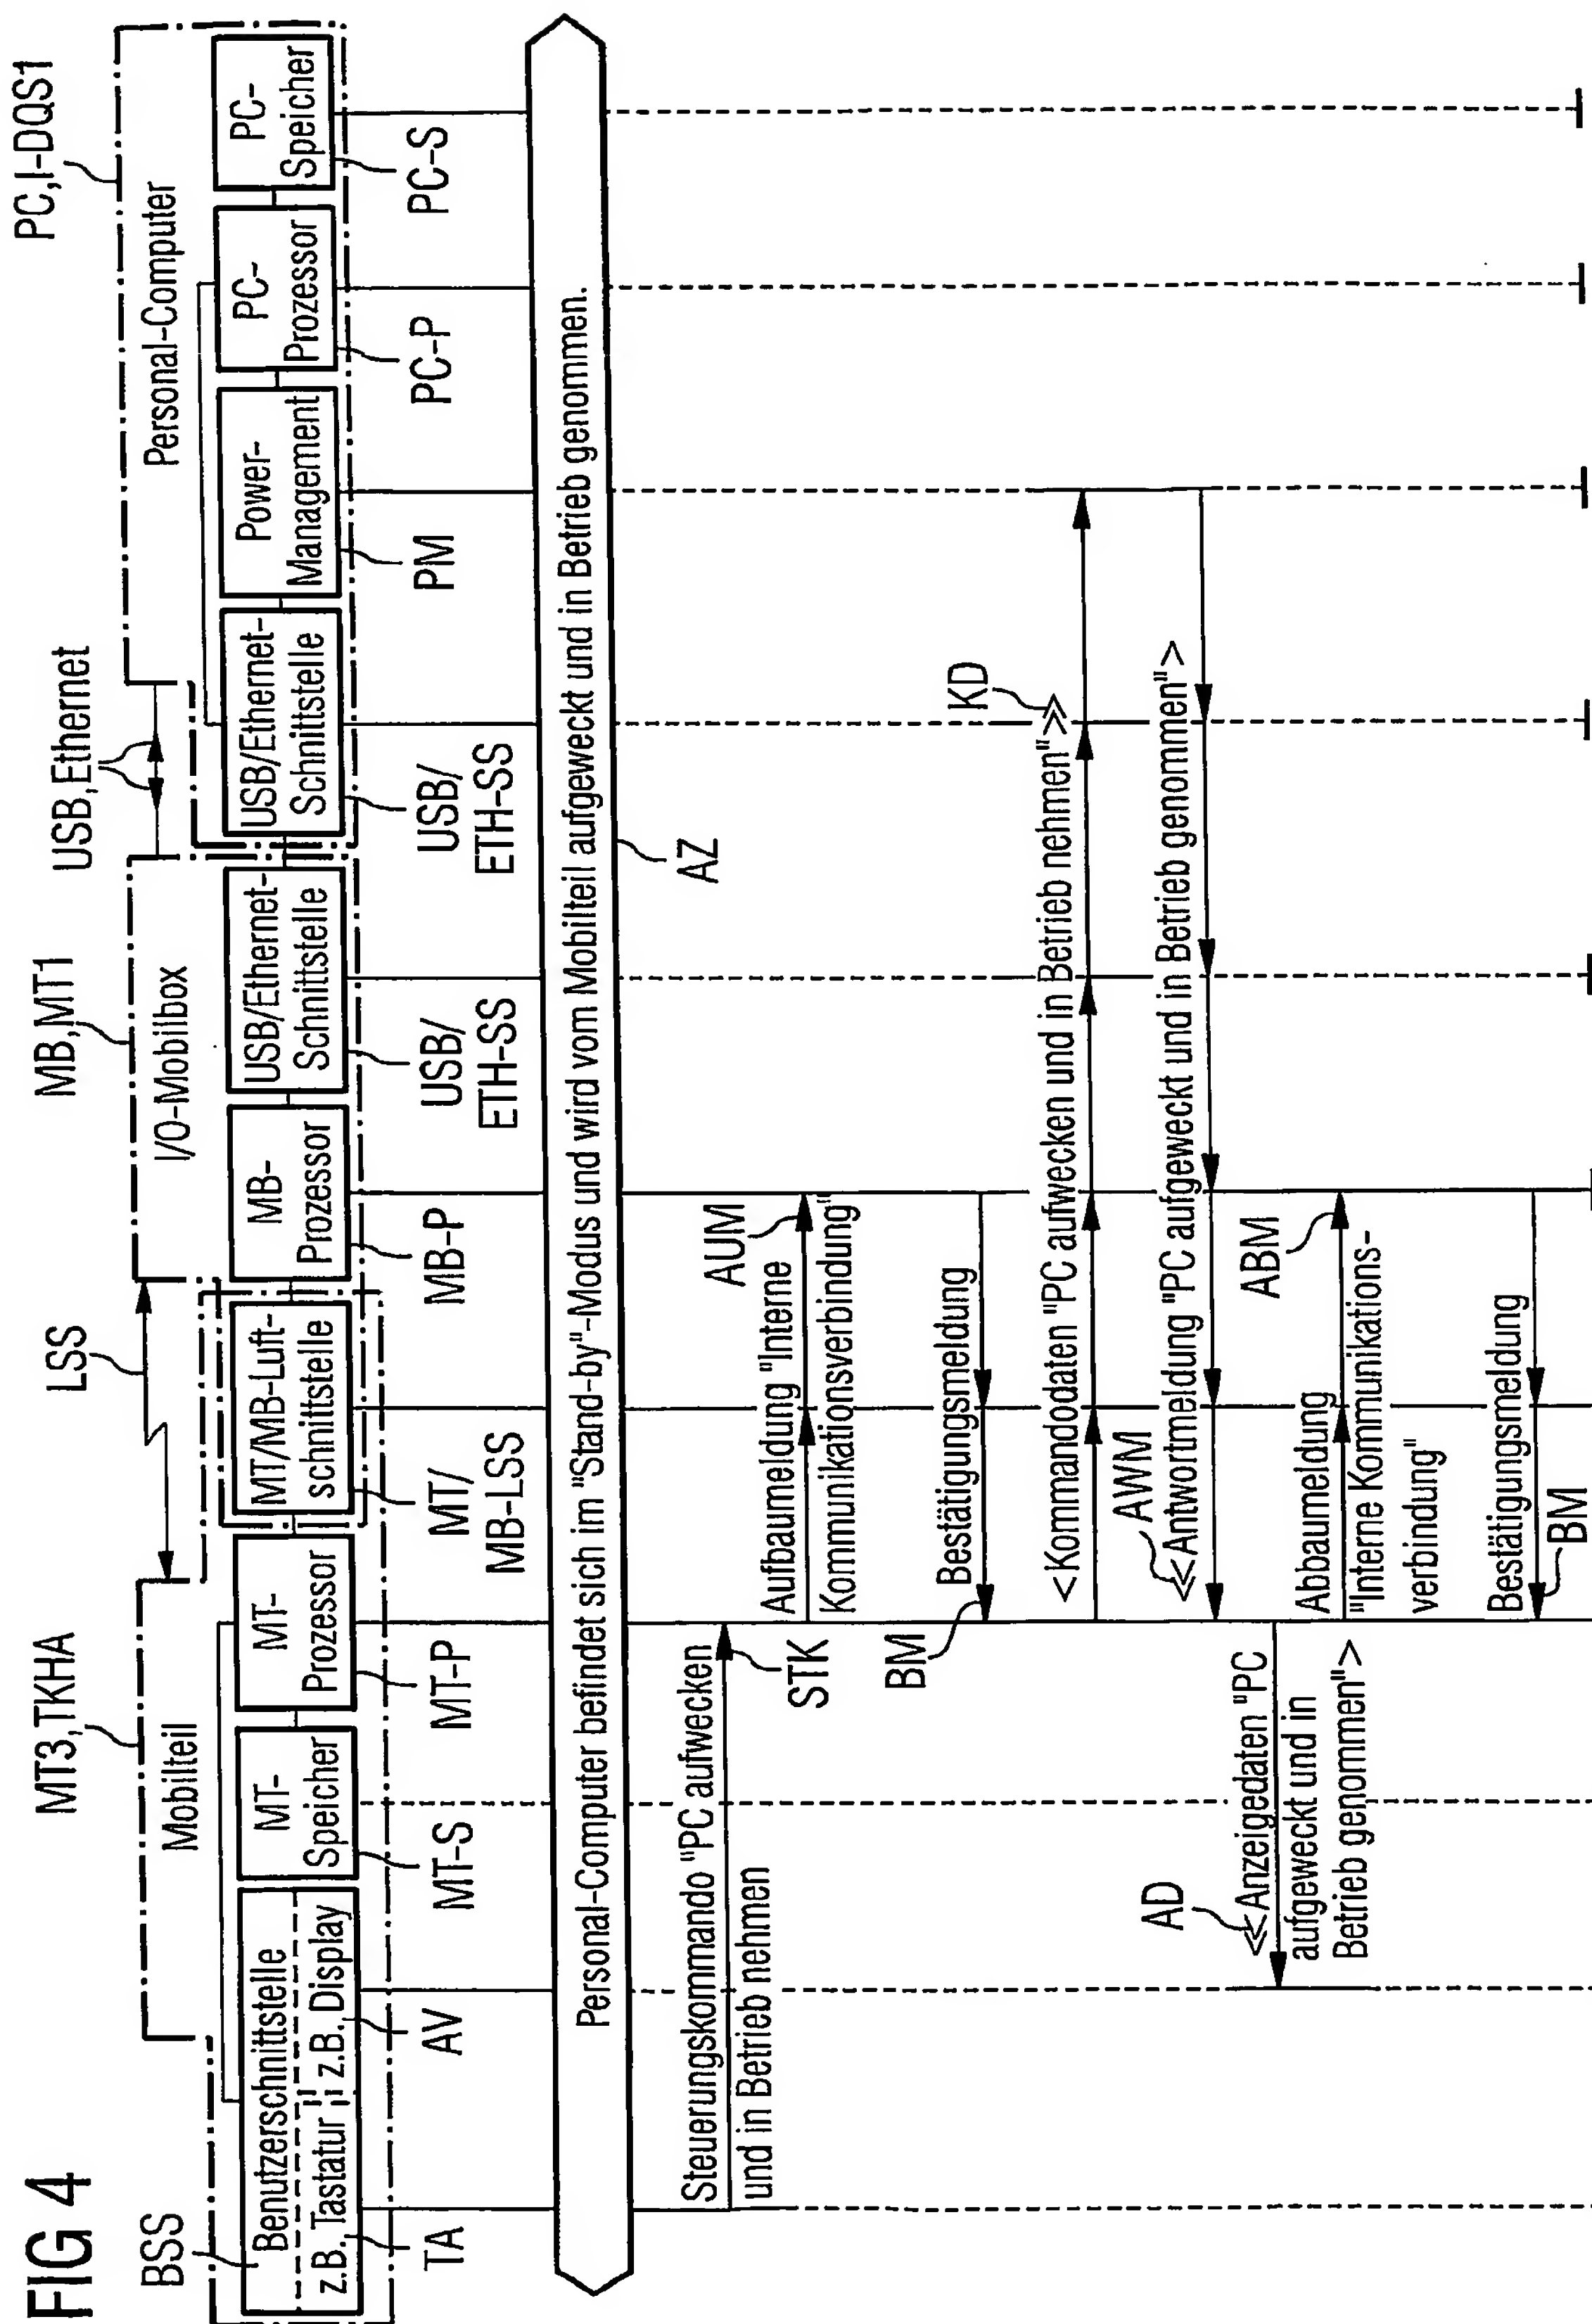 FIG 4
MT3,TKHA
LSS
MB,MT1
USB,Ethernet
PC,I-DQS1
BSS
Mobilteil
I/O-Mobilbox
Personal-Computer
Benutzerschnittstelle
z.B. Tastatur
z.B. Display
MT-
Speicher
MT-
Prozessor
MT/MB-Luft-
schnittstelle
MB-
Prozessor
USB/Ethernet-
Schnittstelle
USB/Ethernet-
Schnittstelle
Power-
Management
PC-
Prozessor
PC-
Speicher
TA
AV
MT-S
MT-P
MT/
MB-LSS
MB-P
USB/
ETH-SS
USB/
ETH-SS
PM
PC-P
PC-S
Personal-Computer befindet sich im "Stand-by"-Modus und wird vom Mobilteil aufgeweckt und in Betrieb genommen.
AZ
Steuerungskommando "PC aufwecken
und in Betrieb nehmen
STK
Aufbaumeldung "Interne
Kommunikationsverbindung"
AUM
Bestätigungsmeldung
BM
KD
<Kommandodaten "PC aufwecken und in Betrieb nehmen">>
AWM
<<Antwortmeldung "PC aufgeweckt und in Betrieb genommen">
AD
<<Anzeigedaten "PC
aufgeweckt und in
Betrieb genommen">
Abbaumeldung
"Interne Kommunikations-
verbindung"
ABM
Bestätigungsmeldung
BM